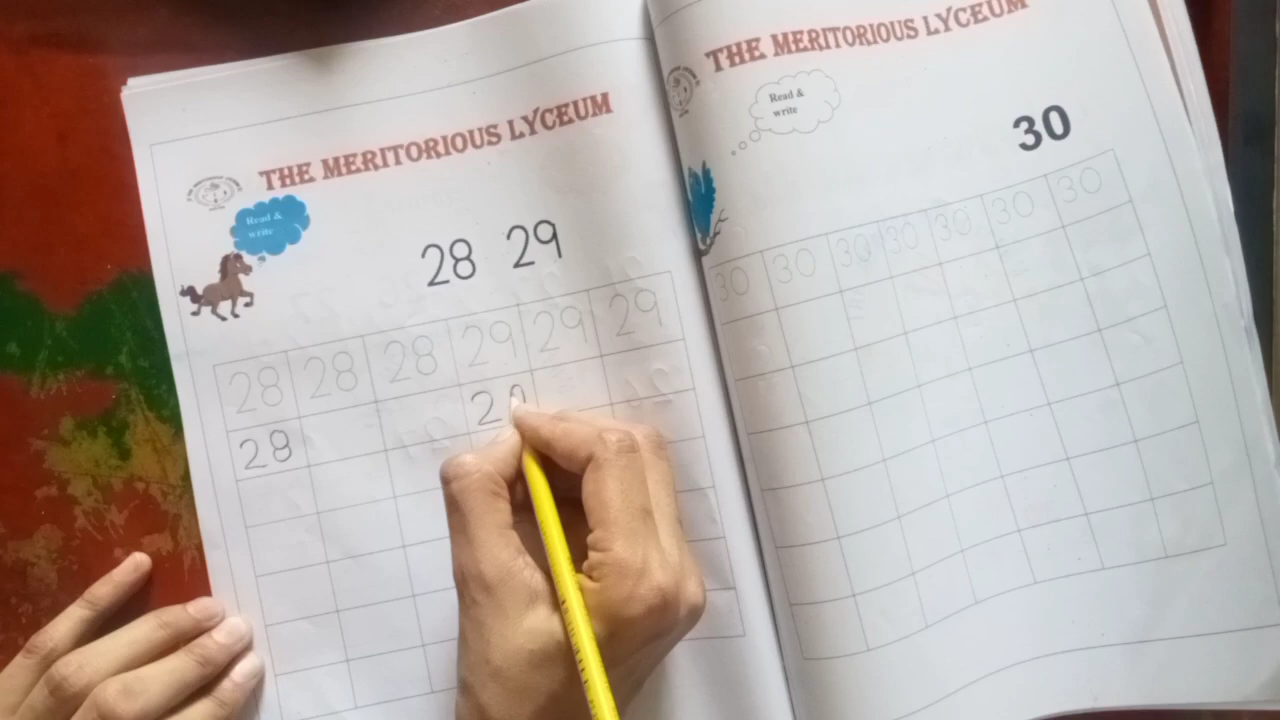 THE MERITORIOUS LYCEUM
Read &
write
28 29
28 28 28 29 29 29
28 2
THE MERITORIOUS LYCEUM
Read &
write
30
30 30 30 30 30 30 30